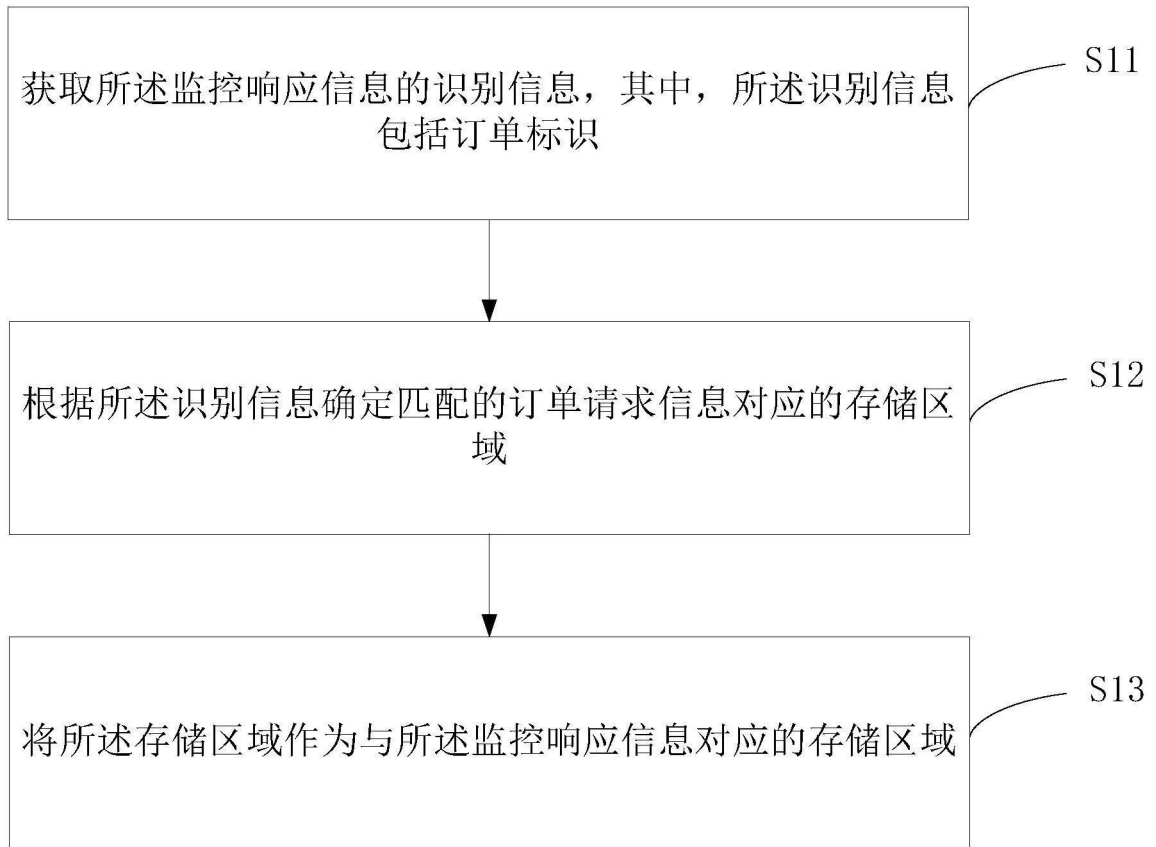 获取所述监控响应信息的识别信息，其中，所述识别信息
包括订单标识
S11
根据所述识别信息确定匹配的订单请求信息对应的存储区
域
S12
将所述存储区域作为与所述监控响应信息对应的存储区域
S13